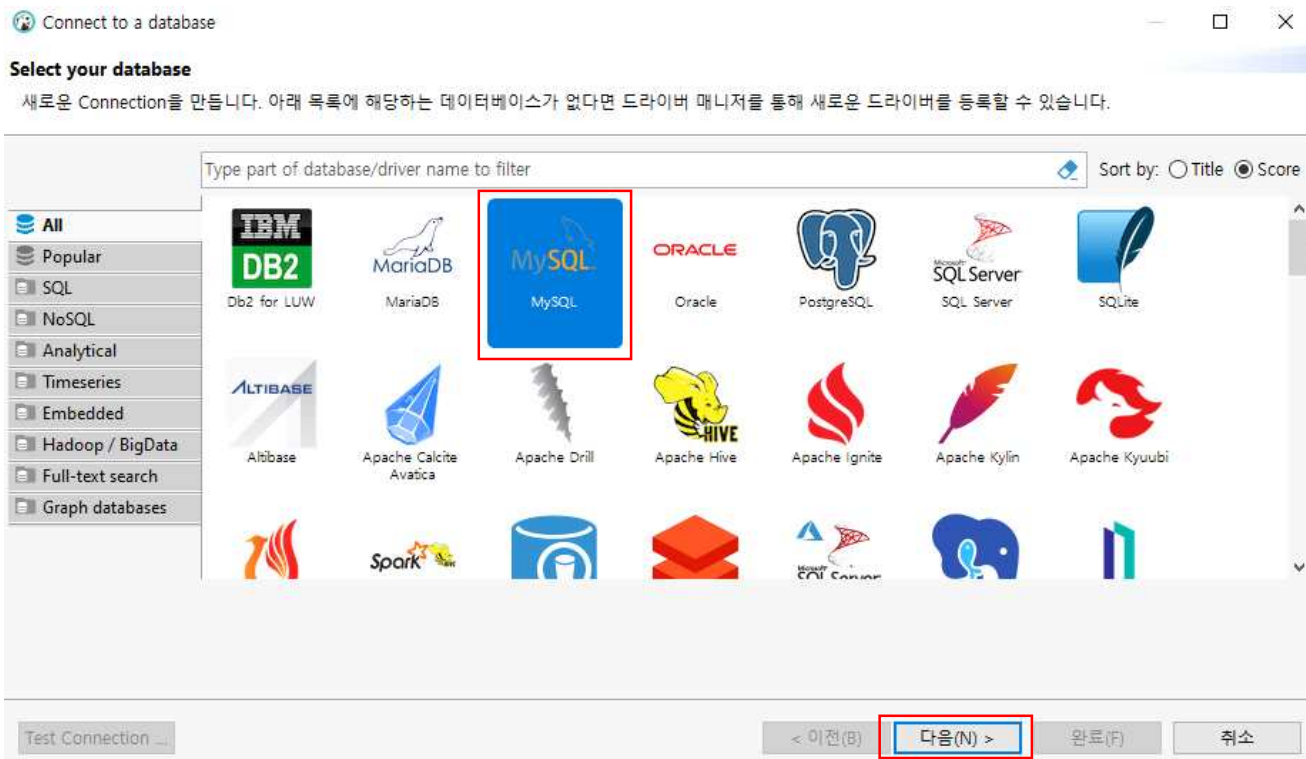 Connect to a database
Select your database
새로운 Connection을 만듭니다. 아래 목록에 해당하는 데이터베이스가 없다면 드라이버 매니저를 통해 새로운 드라이버를 등록할 수 있습니다.
Type part of database/driver name to filter
Sort by: Title Score
All
Popular
SQL
NoSQL
Analytical
Timeseries
Embedded
Hadoop / BigData
Full-text search
Graph databases
IBM
DB2
MariaDB
MySQL
ORACLE
Microsoft
SQL Server
Db2 for LUW
MariaDB
MySQL
Oracle
PostgreSQL
SQL Server
SQLite
ALTIBASE
HIVE
Altibase
Apache Calcite
Avatica
Apache Drill
Apache Hive
Apache Ignite
Apache Kylin
Apache Kyuubi
Spark
Microsoft
SQL Server
Test Connection ...
< 이전(B)
다음(N) >
완료(F)
취소